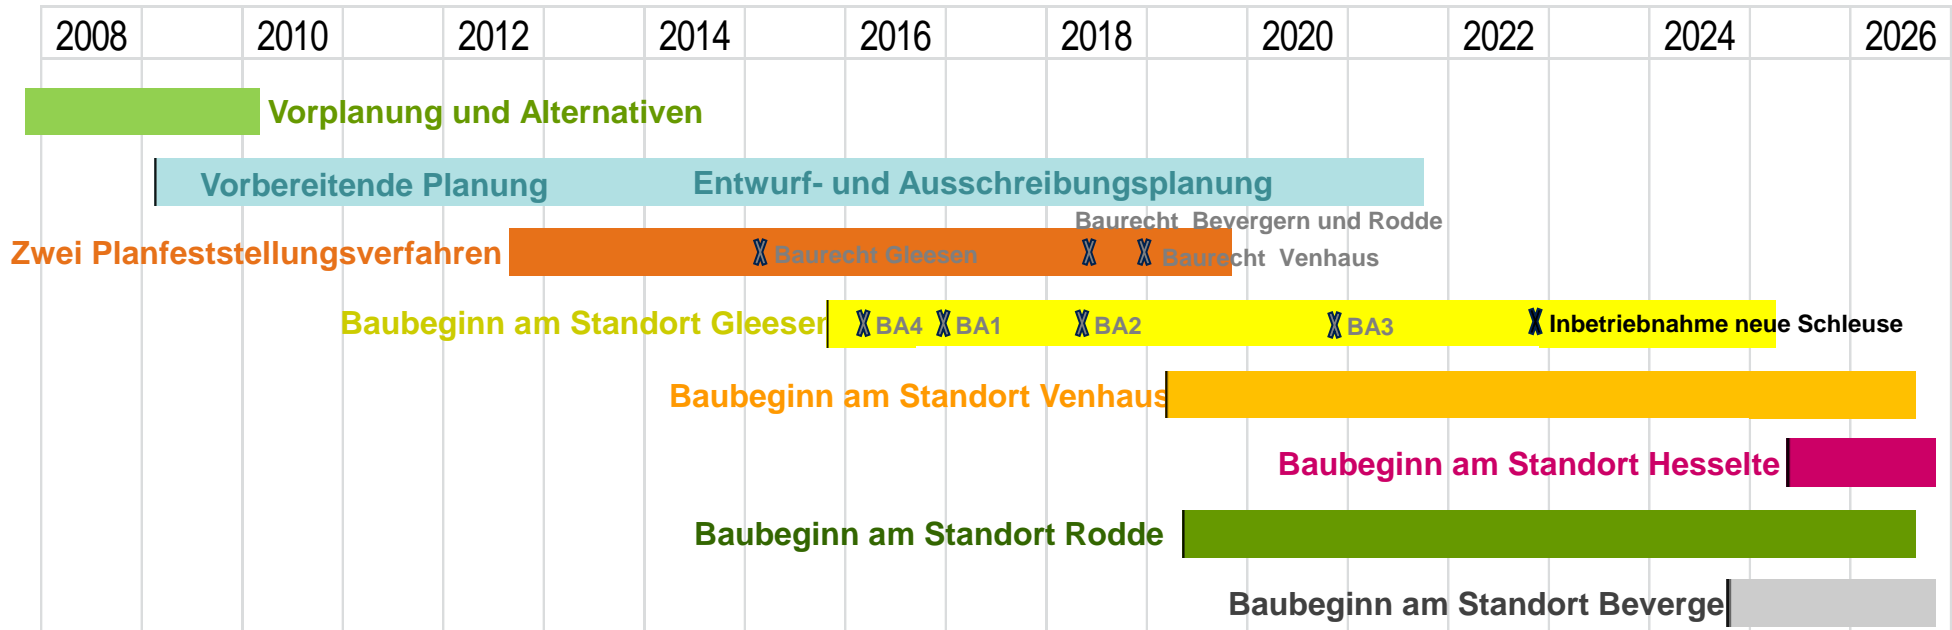 2008 2010 2012 2014 2016 2018 2020 2022 2024 2026
Vorplanung und Alternativen
Vorbereitende Planung Entwurf- und Ausschreibungsplanung
Baurecht Bevergern und Rodde
Zwei Planfeststellungsverfahren Baurecht Gleesen Baurecht Venhaus
Baubeginn am Standort Gleesen BA4 BA1 BA2 BA3 Inbetriebnahme neue Schleuse
Baubeginn am Standort Venhaus
Baubeginn am Standort Hesselte
Baubeginn am Standort Rodde
Baubeginn am Standort Beverge